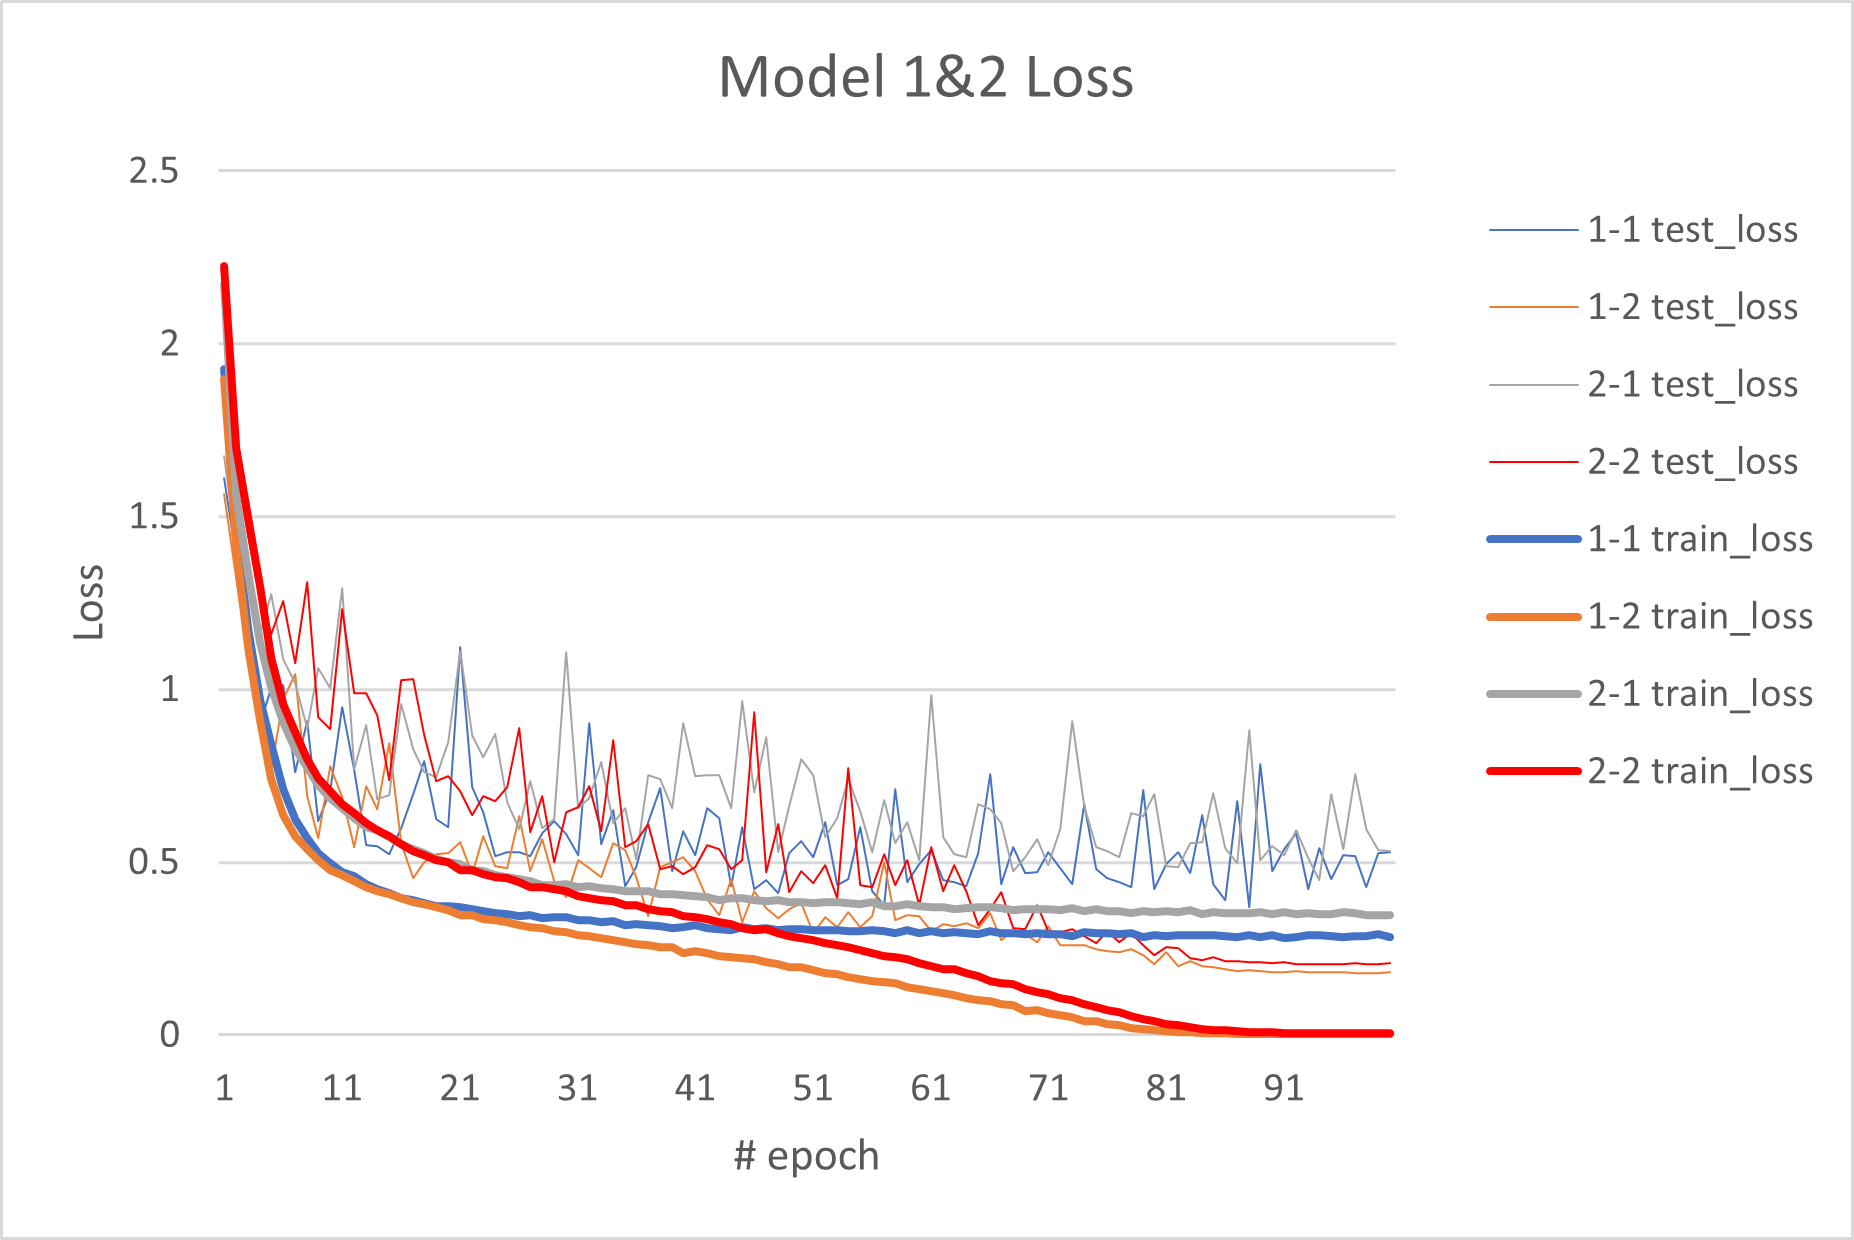 Model 1&2 Loss
2.5
2
1.5
1
0.5
0
Loss
1 11 21 31 41 51 61 71 81 91
# epoch
1-1 test_loss
1-2 test_loss
2-1 test_loss
2-2 test_loss
1-1 train_loss
1-2 train_loss
2-1 train_loss
2-2 train_loss